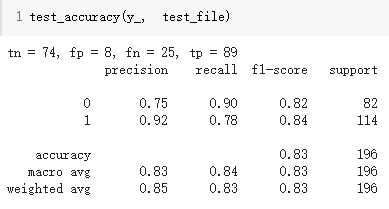 1 test_accuracy(y_, test_file)
tn = 74, fp = 8, fn = 25, tp = 89
precision recall f1-score support
0 0.75 0.90 0.82 82
1 0.92 0.78 0.84 114
accuracy 0.83 196
macro avg 0.83 0.84 0.83 196
weighted avg 0.85 0.83 0.83 196